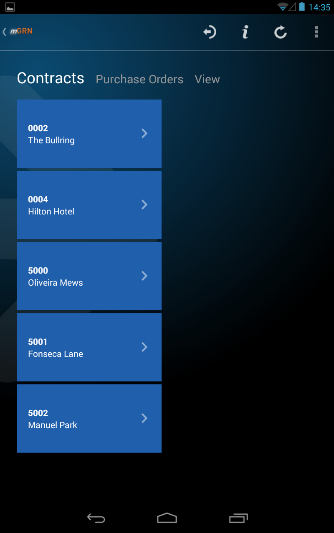 14:35
mGRN
Contracts Purchase Orders View
0002
The Bullring
0004
Hilton Hotel
5000
Oliveira Mews
5001
Fonseca Lane
5002
Manuel Park